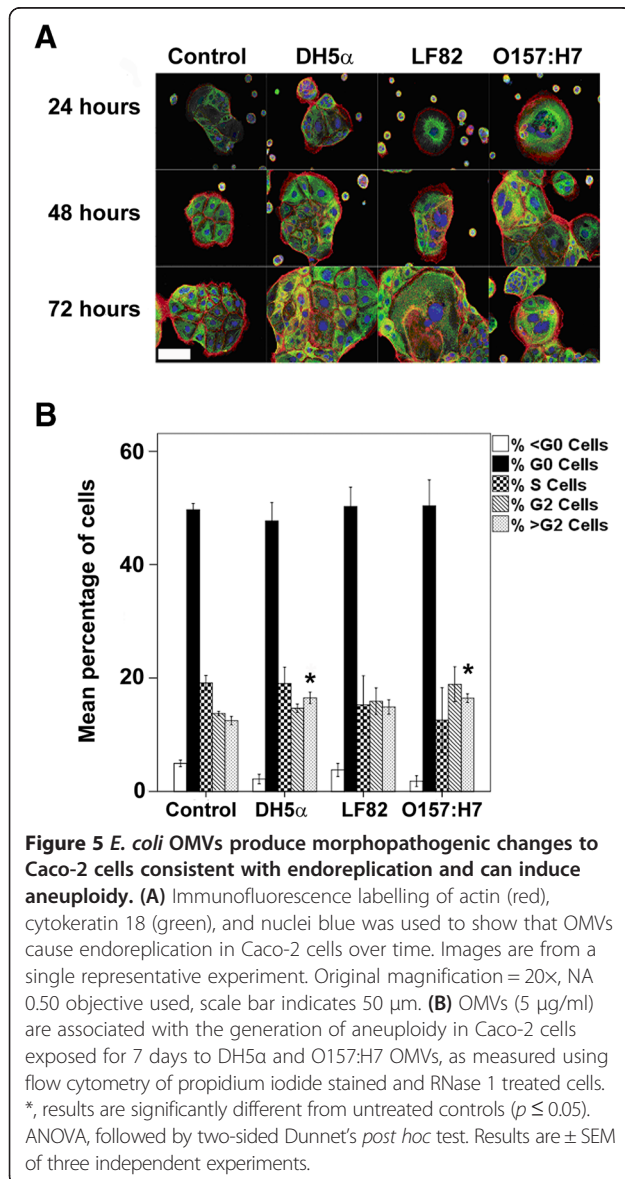 A
Control DH5α LF82 O157:H7
24 hours
48 hours
72 hours
B
Mean percentage of cells
60
40
20
0
% <G0 Cells
% G0 Cells
% S Cells
% G2 Cells
% >G2 Cells
*
*
Control DH5α LF82 O157:H7
Figure 5 E. coli OMVs produce morphopathogenic changes to
Caco-2 cells consistent with endoreplication and can induce
aneuploidy. (A) Immunofluorescence labelling of actin (red),
cytokeratin 18 (green), and nuclei blue was used to show that OMVs
cause endoreplication in Caco-2 cells over time. Images are from a
single representative experiment. Original magnification = 20×, NA
0.50 objective used, scale bar indicates 50 μm. (B) OMVs (5 μg/ml)
are associated with the generation of aneuploidy in Caco-2 cells
exposed for 7 days to DH5α and O157:H7 OMVs, as measured using
flow cytometry of propidium iodide stained and RNase 1 treated cells.
*, results are significantly different from untreated controls (p ≤ 0.05).
ANOVA, followed by two-sided Dunnet's post hoc test. Results are ± SEM
of three independent experiments.